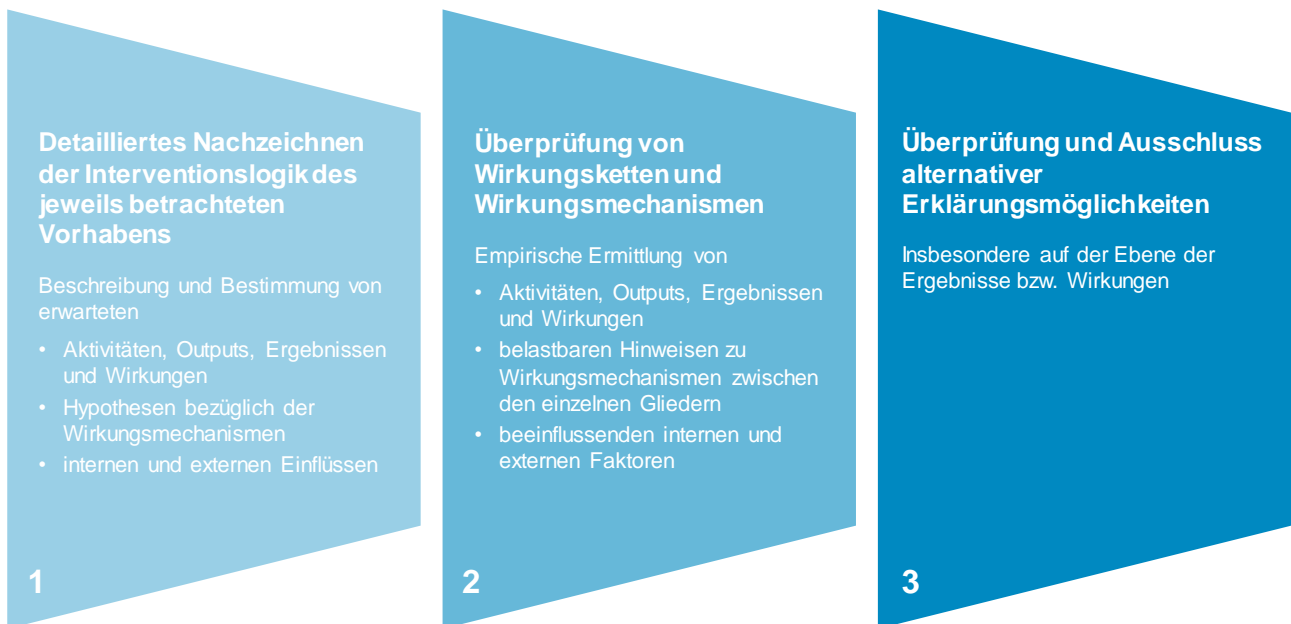 Detailliertes Nachzeichnen
der Interventionslogik des
jeweils betrachteten
Vorhabens
Beschreibung und Bestimmung von
erwarteten
• Aktivitäten, Outputs, Ergebnissen
und Wirkungen
• Hypothesen bezüglich der
Wirkungsmechanismen
• internen und externen Einflüssen
1
Überprüfung von
Wirkungsketten und
Wirkungsmechanismen
Empirische Ermittlung von
• Aktivitäten, Outputs, Ergebnissen
und Wirkungen
• belastbaren Hinweisen zu
Wirkungsmechanismen zwischen
den einzelnen Gliedern
• beeinflussenden internen und
externen Faktoren
2
Überprüfung und Ausschluss
alternativer
Erklärungsmöglichkeiten
Insbesondere auf der Ebene der
Ergebnisse bzw. Wirkungen
3